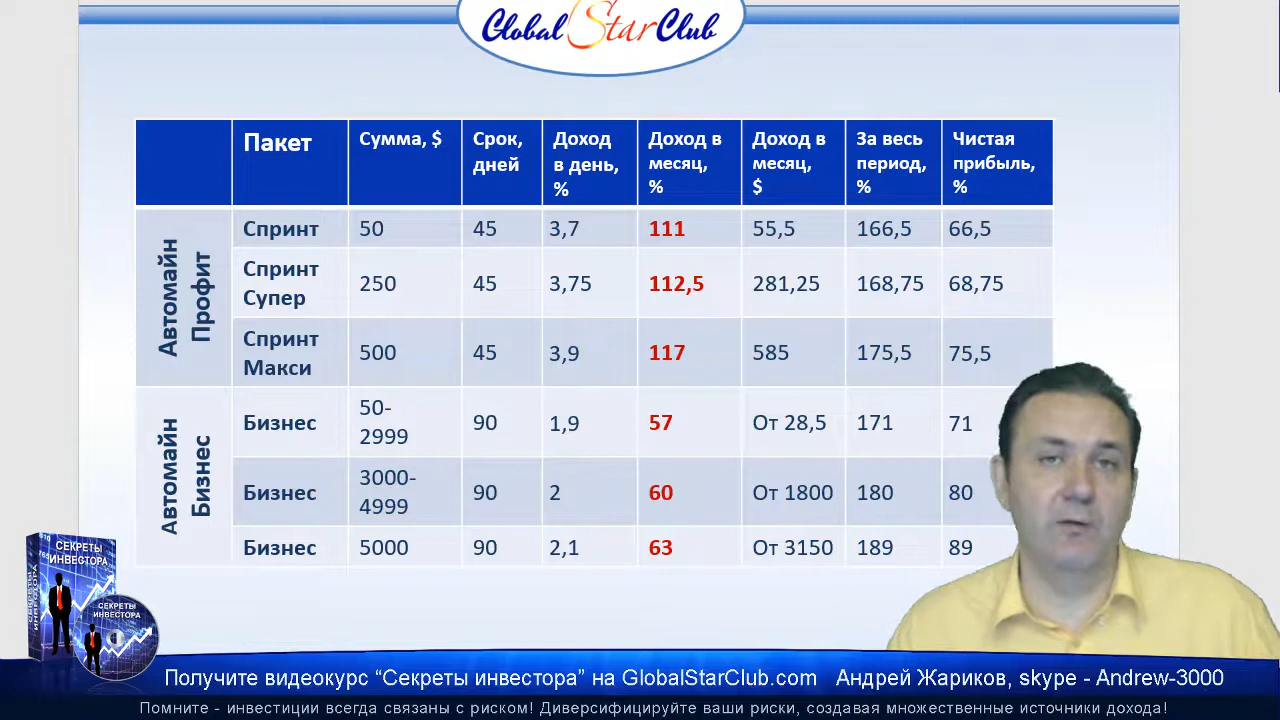 Global Star Club
Пакет Сумма, $ Срок, дней Доход в день, % Доход в месяц, % Доход в месяц, $ За весь период, % Чистая прибыль, %
Автомайн Профит
Спринт 50 45 3,7 111 55,5 166,5 66,5
Спринт Супер 250 45 3,75 112,5 281,25 168,75 68,75
Спринт Макси 500 45 3,9 117 585 175,5 75,5
Автомайн Бизнес
Бизнес 50-2999 90 1,9 57 От 28,5 171 71
Бизнес 3000-4999 90 2 60 От 1800 180 80
Бизнес 5000 90 2,1 63 От 3150 189 89
СЕКРЕТЫ
ИНВЕСТОРА
СЕКРЕТЫ
ИНВЕСТОРА
Получите видеокурс “Секреты инвестора” на GlobalStarClub.com Андрей Жариков, skype - Andrew-3000
Помните - инвестиции всегда связаны с риском! Диверсифицируйте ваши риски, создавая множественные источники дохода!